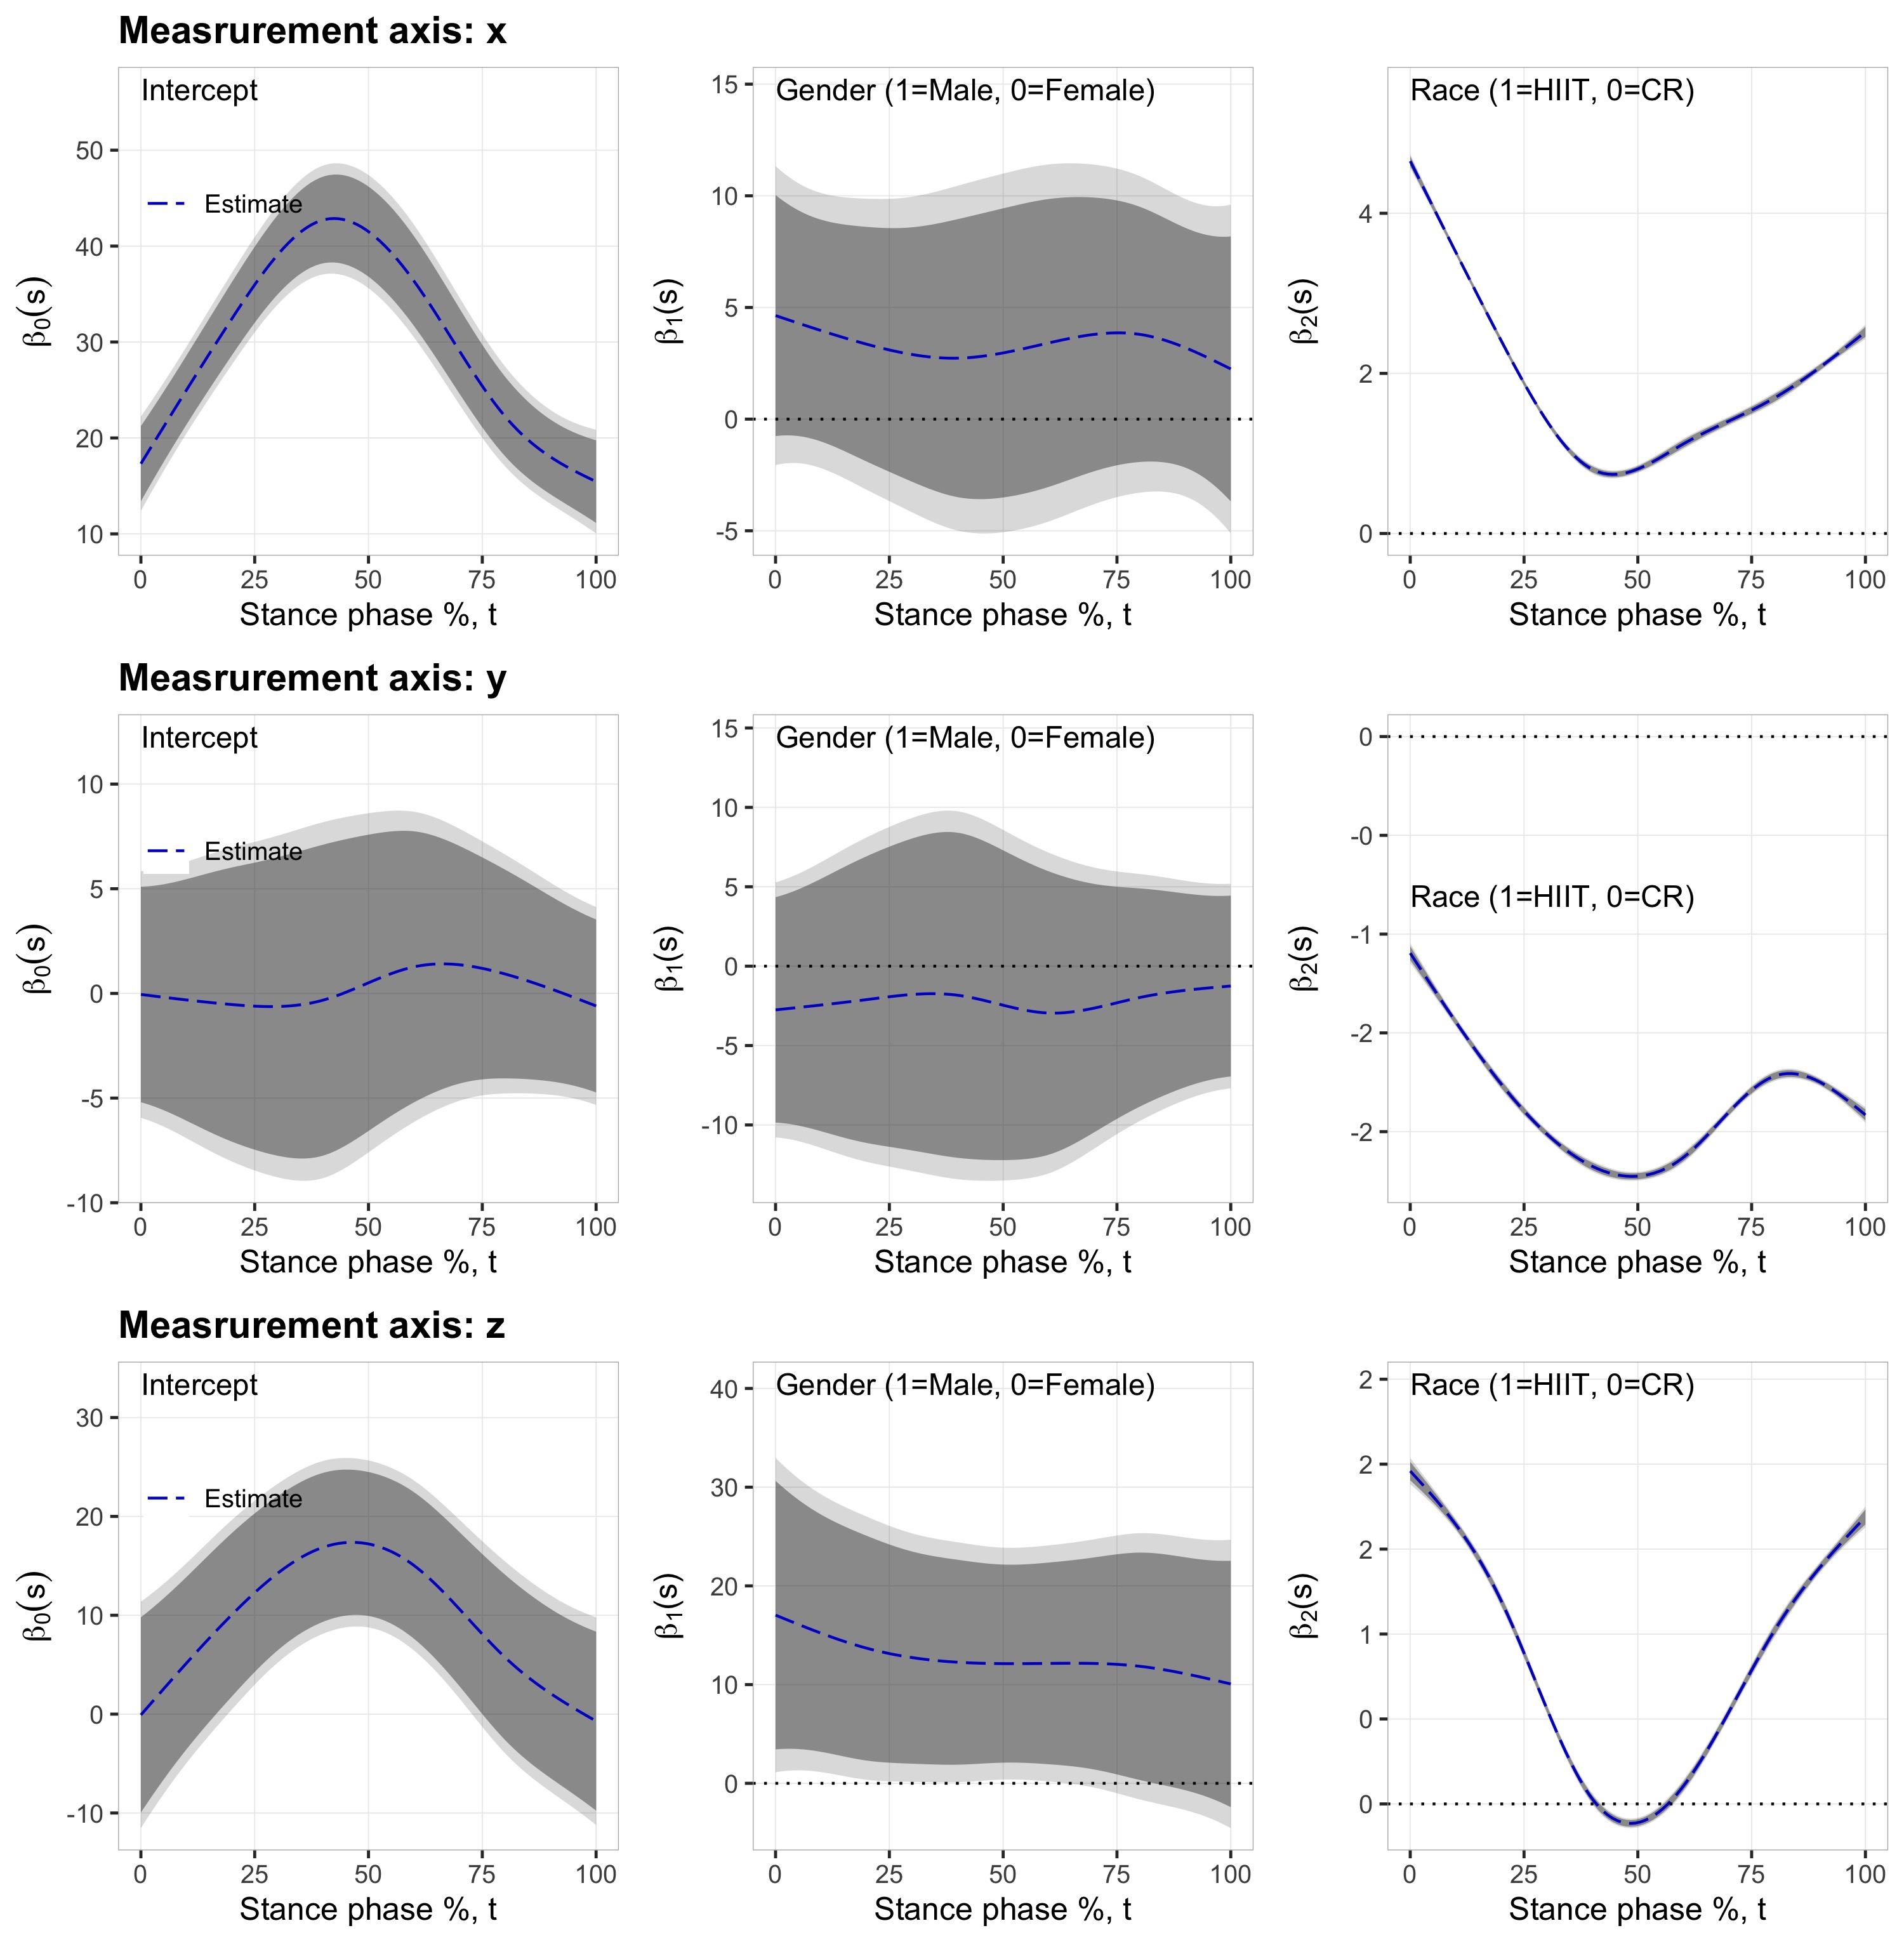 Measrurement axis: x
Intercept
Estimate
50
40
30
20
10
β0(s)
0 25 50 75 100
Stance phase %, t
Gender (1=Male, 0=Female)
15
10
5
0
-5
β1(s)
0 25 50 75 100
Stance phase %, t
Race (1=HIIT, 0=CR)
4
2
0
β2(s)
0 25 50 75 100
Stance phase %, t
Measrurement axis: y
Intercept
Estimate
10
5
0
-5
-10
β0(s)
0 25 50 75 100
Stance phase %, t
Gender (1=Male, 0=Female)
15
10
5
0
-5
-10
β1(s)
0 25 50 75 100
Stance phase %, t
0
-0
Race (1=HIIT, 0=CR)
-1
-2
-2
β2(s)
0 25 50 75 100
Stance phase %, t
Measrurement axis: z
Intercept
Estimate
30
20
10
0
-10
β0(s)
0 25 50 75 100
Stance phase %, t
Gender (1=Male, 0=Female)
40
30
20
10
0
β1(s)
0 25 50 75 100
Stance phase %, t
Race (1=HIIT, 0=CR)
2
2
2
1
0
0
β2(s)
0 25 50 75 100
Stance phase %, t